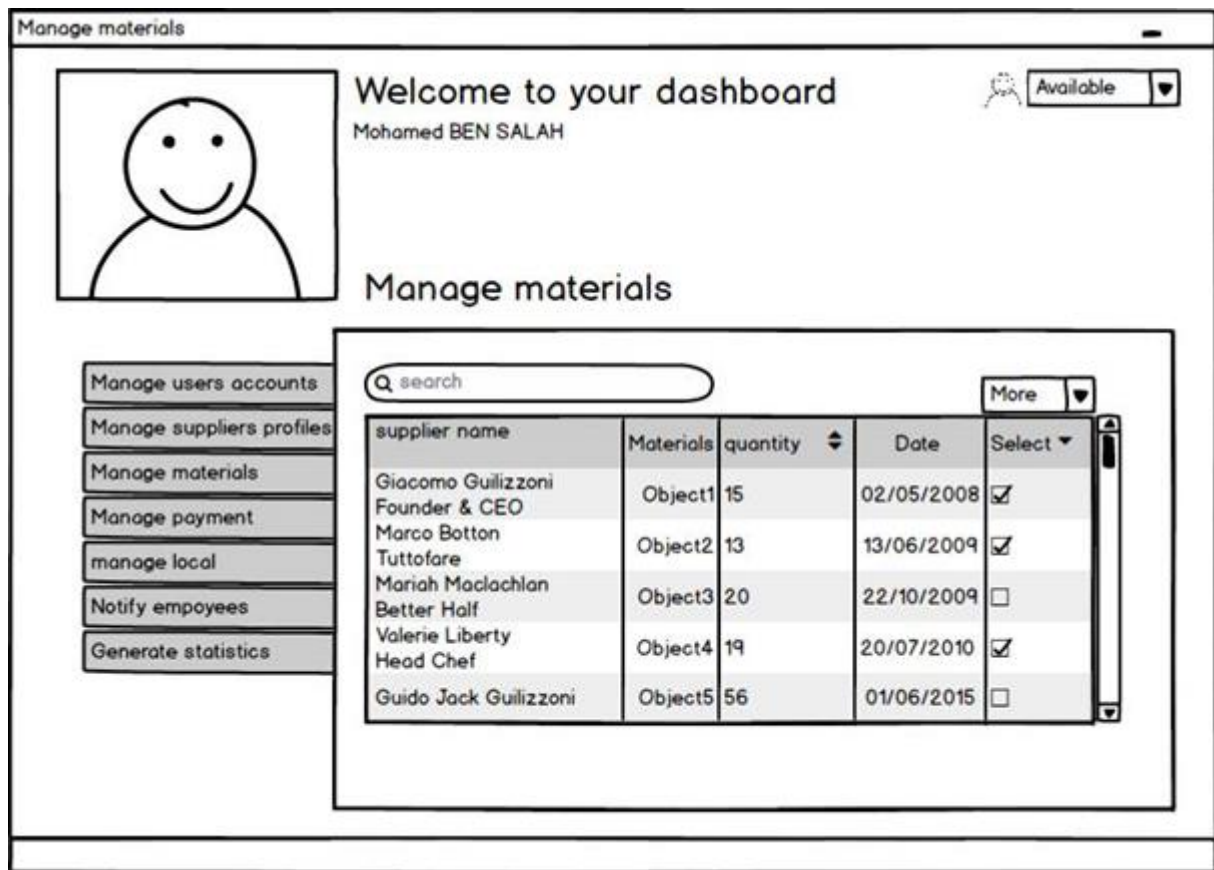 Manage materials
Welcome to your dashboard
Mohamed BEN SALAH
Available
Manage materials
Manage users accounts
Manage suppliers profiles
Manage materials
Manage payment
manage local
Notify empoyees
Generate statistics
search
More
supplier name Materials quantity Date Select
Giacomo Guilizzoni
Founder & CEO
Object1 15 02/05/2008
Marco Botton
Tuttofare
Object2 13 13/06/2009
Mariah Maclachlan
Better Half
Object3 20 22/10/2009
Valerie Liberty
Head Chef
Object4 19 20/07/2010
Guido Jack Guilizzoni Object5 56 01/06/2015